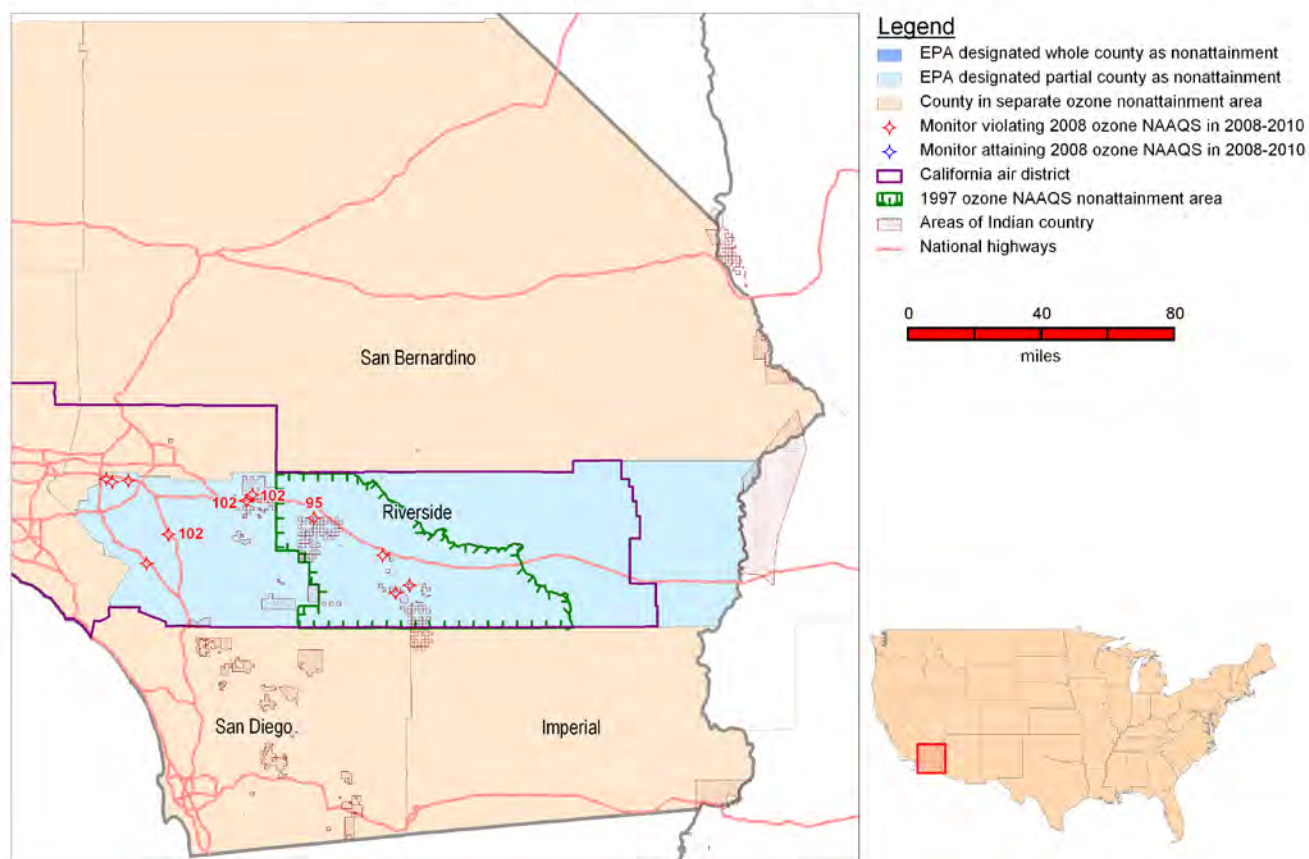 Legend
EPA designated whole county as nonattainment
EPA designated partial county as nonattainment
County in separate ozone nonattainment area
Monitor violating 2008 ozone NAAQS in 2008-2010
Monitor attaining 2008 ozone NAAQS in 2008-2010
California air district
1997 ozone NAAQS nonattainment area
Areas of Indian country
National highways
0 40 80
miles
San Bernardino
102 102 95 Riverside
102
San Diego Imperial